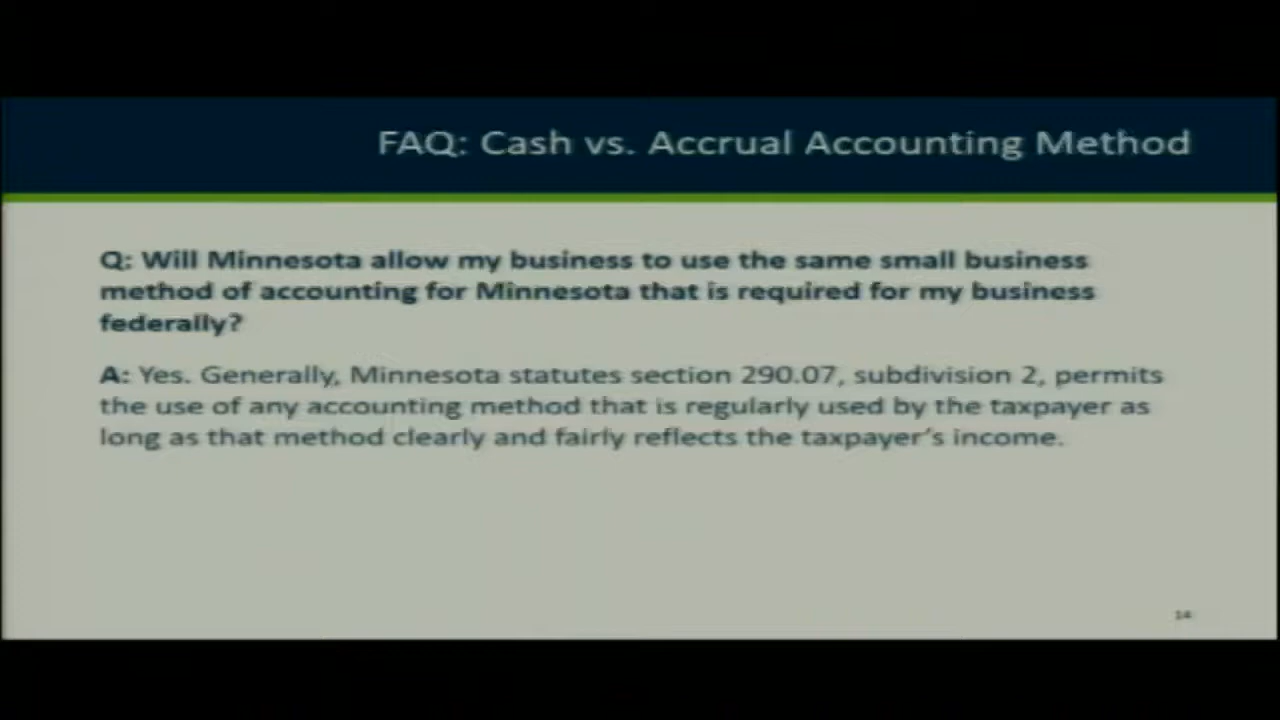 FAQ: Cash vs. Accrual Accounting Method
Q: Will Minnesota allow my business to use the same small business
method of accounting for Minnesota that is required for my business
federally?
A: Yes. Generally, Minnesota statutes section 290.07, subdivision 2, permits
the use of any accounting method that is regularly used by the taxpayer as
long as that method clearly and fairly reflects the taxpayer's income.
14